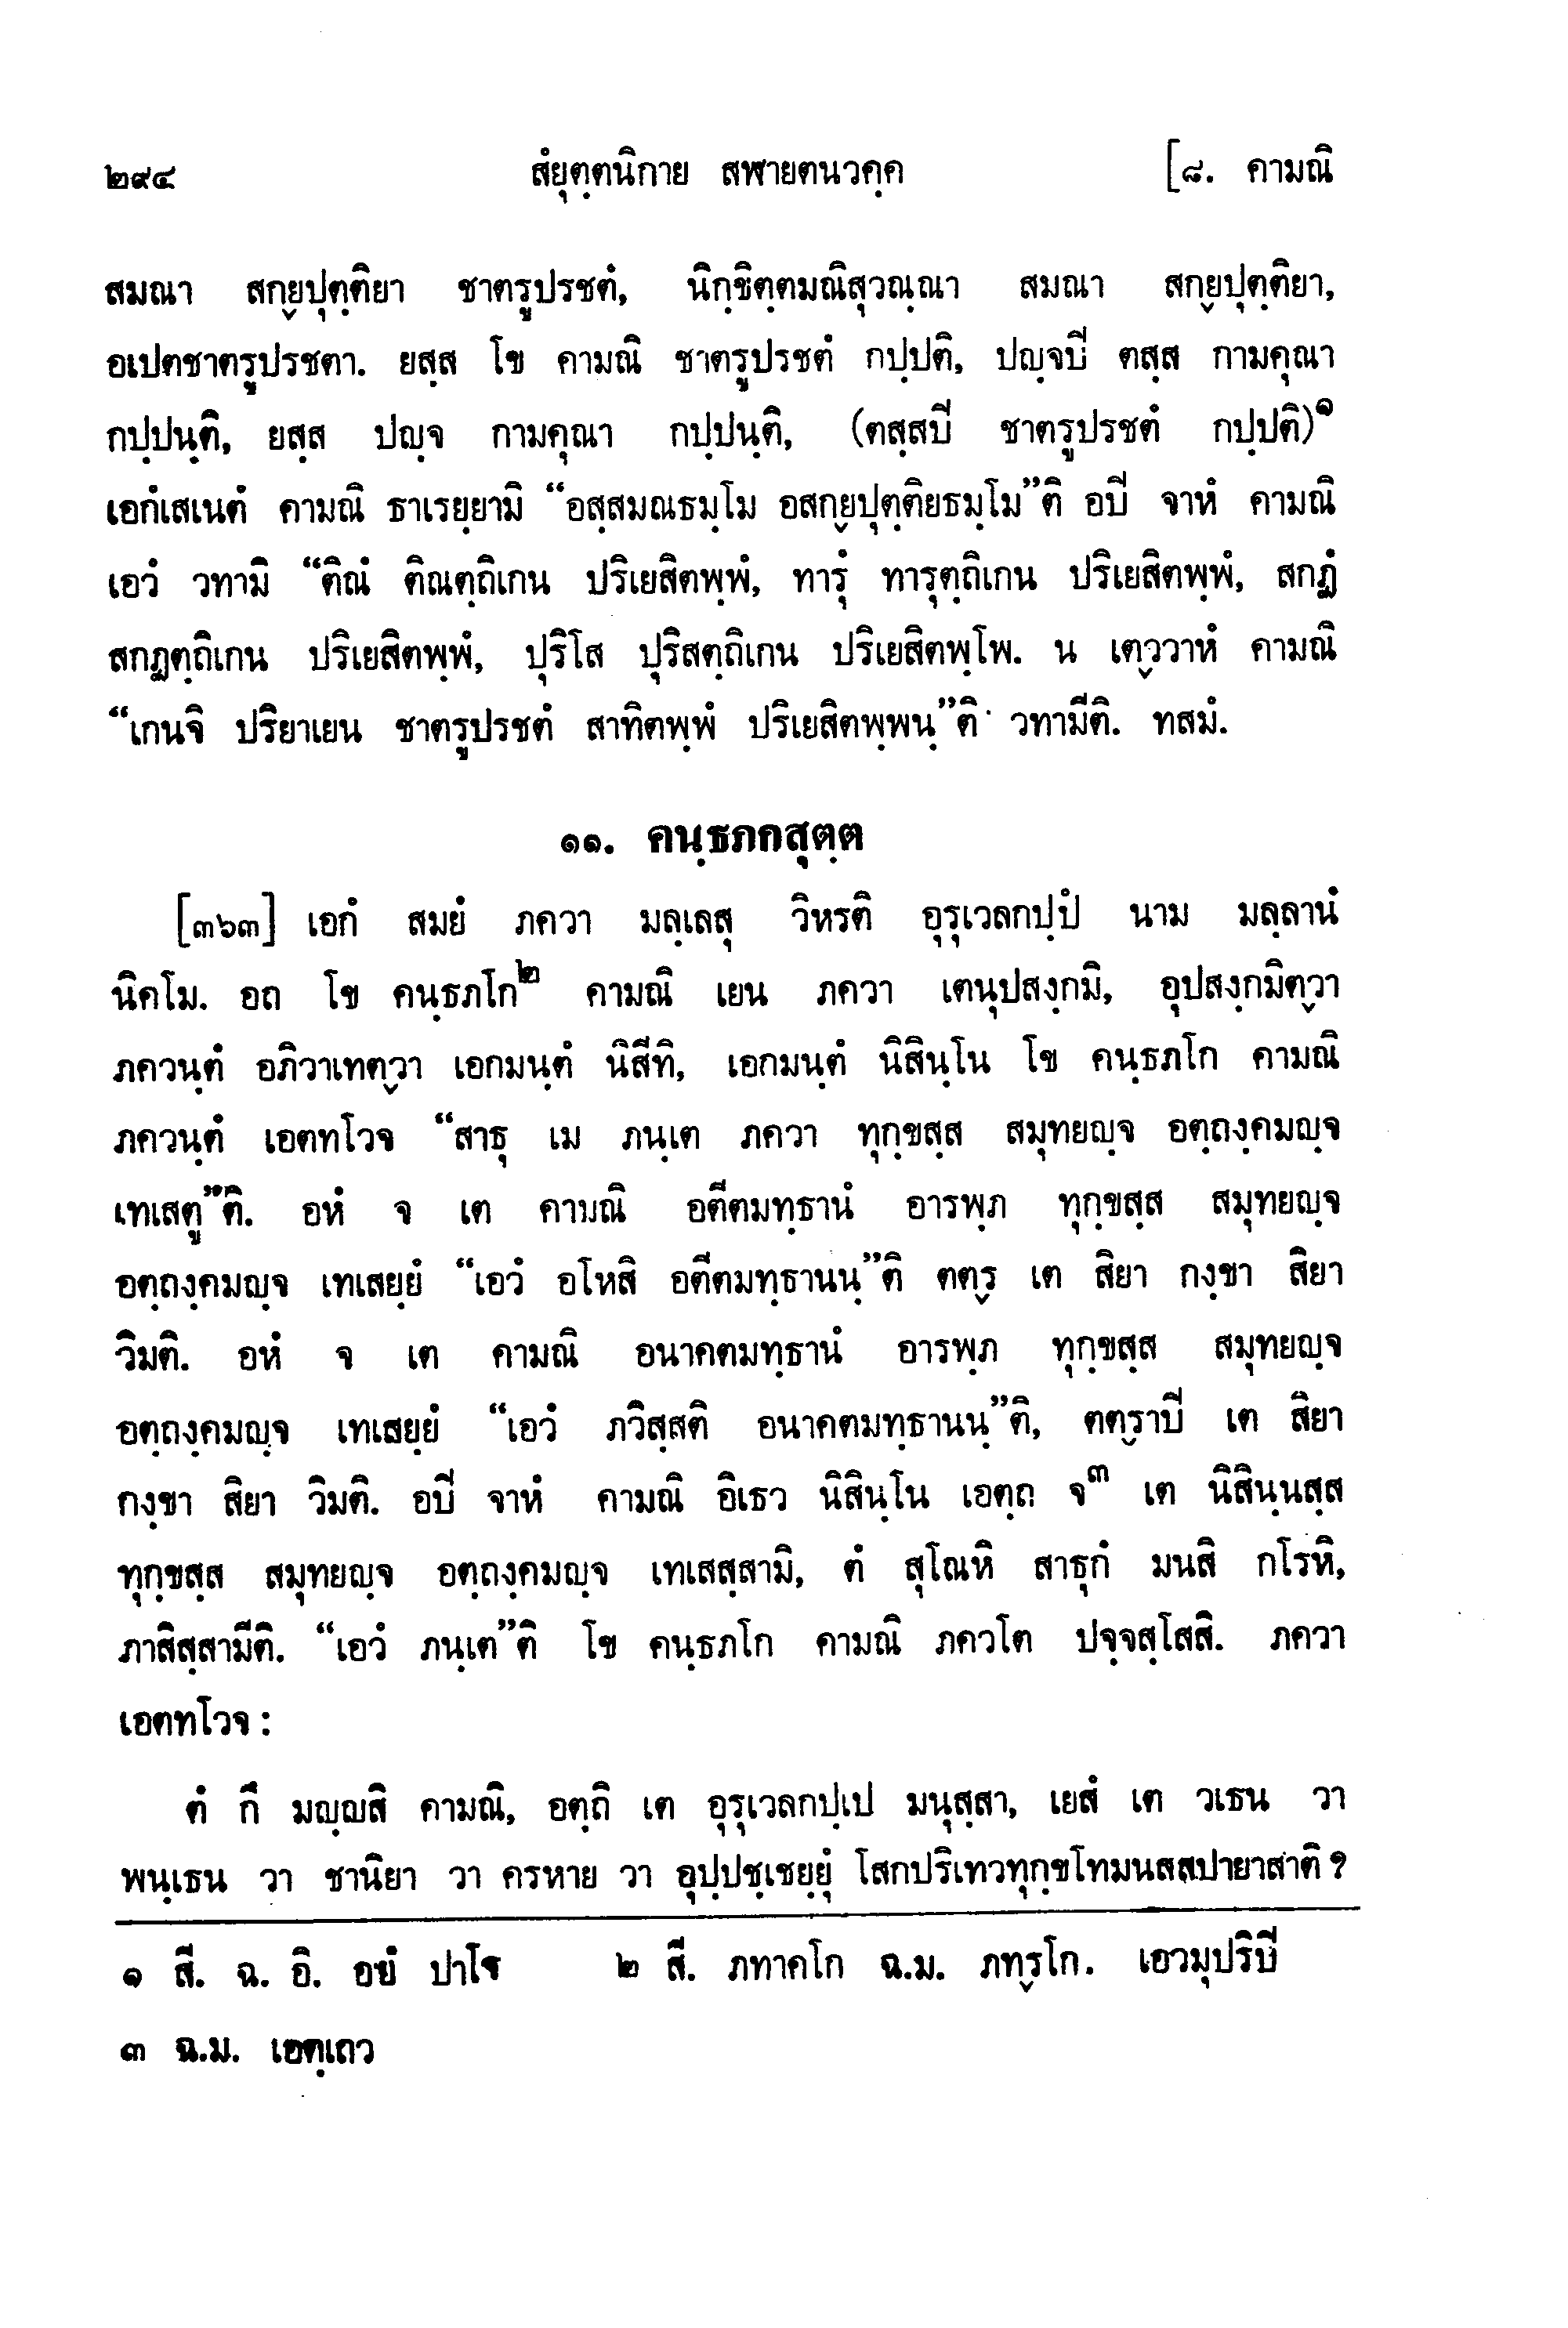 ๒๙๔ สํยุตฺตนิกาย สฬายตนวคฺค [๘. คามณิ
สมณา สกฺยปุตฺติยา ชาตรูปรชตํ, นิกฺขิตฺตมณิสุวณฺณา สมณา สกฺยปุตฺติยา,
อเปตชาตรูปรชตา. ยสฺส โข คามณิ ชาตรูปรชตํ กปฺปติ, ปญฺจปิ ตสฺส กามคุณา
กปฺปนฺติ, ยสฺส ปญฺจ กามคุณา กปฺปนฺติ, (ตสฺสปิ ชาตรูปรชตํ กปฺปติ)๑
เอกํเสเนตํ คามณิ ธาเรยฺยามิ “อสฺสมณธมฺโม อสกฺยปุตฺติยธมฺโม”ติ อปิ จาหํ คามณิ
เอวํ วทามิ “ติณํ ติณตฺถิเกน ปริเยสิตพฺพํ, ทารุํ ทารุตฺถิเกน ปริเยสิตพฺพํ, สกฏํ
สกฏตฺถิเกน ปริเยสิตพฺพํ, ปุริโส ปุริสตฺถิเกน ปริเยสิตพฺโพ. น เตฺววาหํ คามณิ
“เกนจิ ปริยาเยน ชาตรูปรชตํ สาทิตพฺพํ ปริเยสิตพฺพนฺ”ติ วทามีติ. ทสมํ.
๑๑. คนฺธภกสุตฺต
[๓๖๓] เอกํ สมยํ ภควา มลฺเลสุ วิหรติ อุรุเวลกปฺปํ นาม มลฺลานํ
นิคโม. อถ โข คนฺธภโก๒ คามณิ เยน ภควา เตนุปสงฺกมิ, อุปสงฺกมิตฺวา
ภควนฺตํ อภิวาเทตฺวา เอกมนฺตํ นิสีทิ, เอกมนฺตํ นิสินฺโน โข คนฺธภโก คามณิ
ภควนฺตํ เอตทโวจ “สาธุ เม ภนฺเต ภควา ทุกฺขสฺส สมุทยญฺจ อตฺถงฺคมญฺจ
เทเสตู”ติ. อหํ จ เต คามณิ อตีตมทฺธานํ อารพฺภ ทุกฺขสฺส สมุทยญฺจ
อตฺถงฺคมญฺจ เทเสยฺยํ “เอวํ อโหสิ อตีตมทฺธานนฺ”ติ ตตฺร เต สิยา กงฺขา สิยา
วิมติ. อหํ จ เต คามณิ อนาคตมทฺธานํ อารพฺภ ทุกฺขสฺส สมุทยญฺจ
อตฺถงฺคมญฺจ เทเสยฺยํ “เอวํ ภวิสฺสติ อนาคตมทฺธานนฺ”ติ, ตตฺราปิ เต สิยา
กงฺขา สิยา วิมติ. อปิ จาหํ คามณิ อิเธว นิสินฺโน เอตฺถ จ๓ เต นิสินฺนสฺส
ทุกฺขสฺส สมุทยญฺจ อตฺถงฺคมญฺจ เทเสสฺสามิ, ตํ สุโณหิ สาธุกํ มนสิ กโรหิ,
ภาสิสฺสามีติ. “เอวํ ภนฺเต”ติ โข คนฺธภโก คามณิ ภควโต ปจฺจสฺโสสิ. ภควา
เอตทโวจ :
ตํ กึ มญฺญสิ คามณิ, อตฺถิ เต อุรุเวลกปฺเป มนุสฺสา, เยสํ เต วเธน วา
พนฺเธน วา ชานิยา วา ครหาย วา อุปฺปชฺเชยฺยุํ โสกปริเทวทุกฺขโทมนสสปายาสาติ ?
๑ สี. ฉ. อิ. อยํ ปาโฐ ๒ สี. ภทาคโก ฉ.ม. ภทฺรโก. เอวมุปริปิ
๓ ฉ.ม. เอตฺเถว